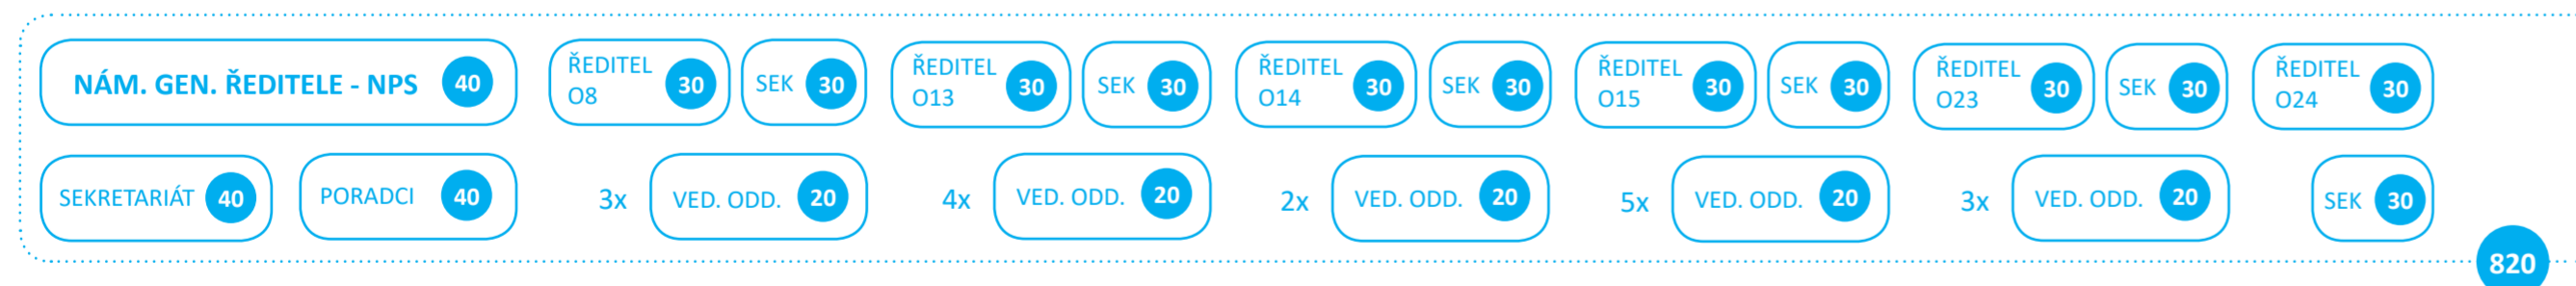 NÁM. GEN. ŘEDITELE - NPS 40
ŘEDITEL
O8
30
SEK 30
ŘEDITEL
O13
30
SEK 30
ŘEDITEL
O14
30
SEK 30
ŘEDITEL
O15
30
SEK 30
ŘEDITEL
O23
30
SEK 30
ŘEDITEL
O24
30
SEKRETARIÁT 40
PORADCI 40
3x VED. ODD. 20
4x VED. ODD. 20
2x VED. ODD. 20
5x VED. ODD. 20
3x VED. ODD. 20
SEK 30
820